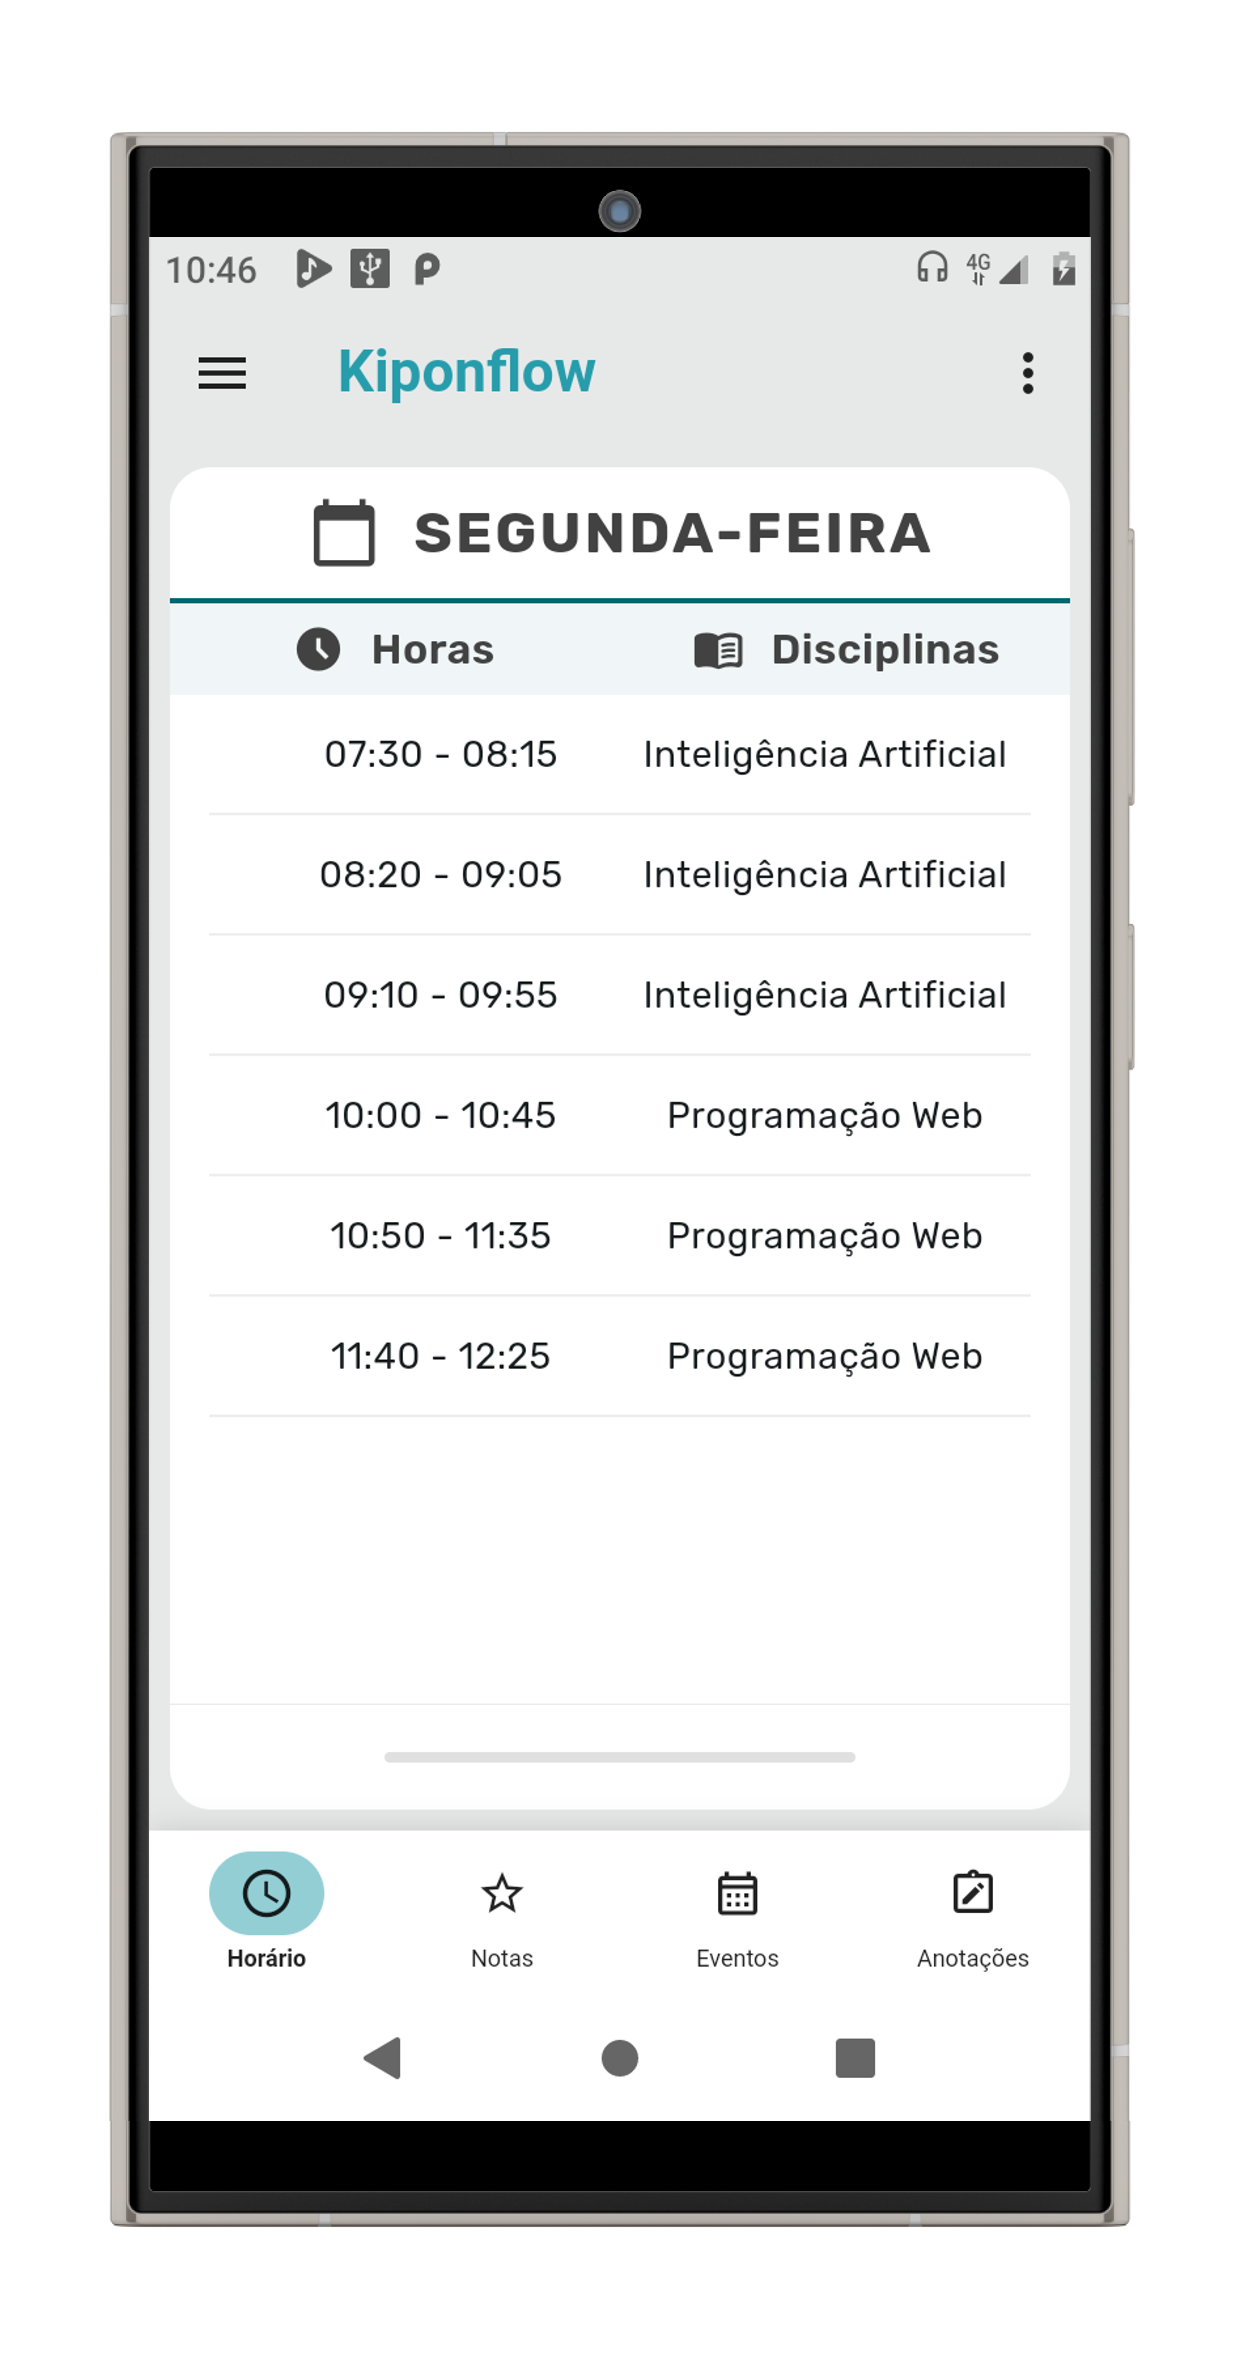 10:46 4G
Kiponflow
SEGUNDA-FEIRA
Horas Disciplinas
07:30 - 08:15 Inteligência Artificial
08:20 - 09:05 Inteligência Artificial
09:10 - 09:55 Inteligência Artificial
10:00 - 10:45 Programação Web
10:50 - 11:35 Programação Web
11:40 - 12:25 Programação Web
Horário Notas Eventos Anotações